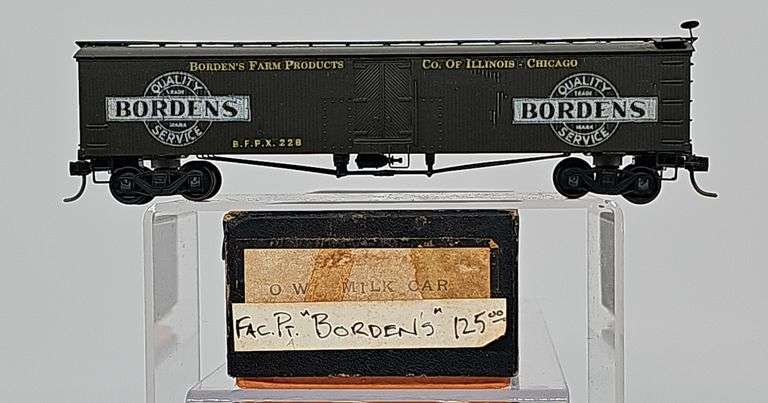 BORDEN'S FARM PRODUCTS CO. OF ILLINOIS - CHICAGO
QUALITY
TRADE
BORDENS
MARK
SERVICE
QUALITY
TRADE
BORDENS
MARK
SERVICE
B.F.P.X. 228
O W MILK CAR
FAC. PT. "BORDEN'S" 125.00